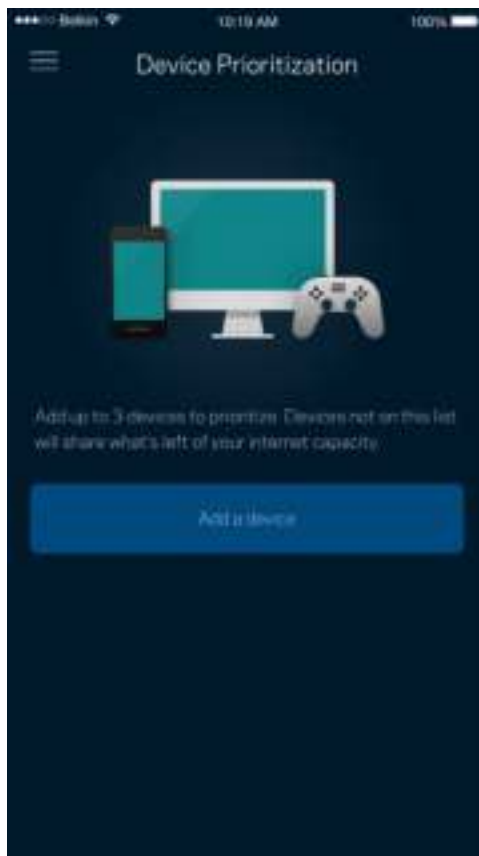 Belkin 10:19 AM 100%
Device Prioritization
Add up to 3 devices to prioritize. Devices not on this list
will share what's left of your internet capacity.
Add a device